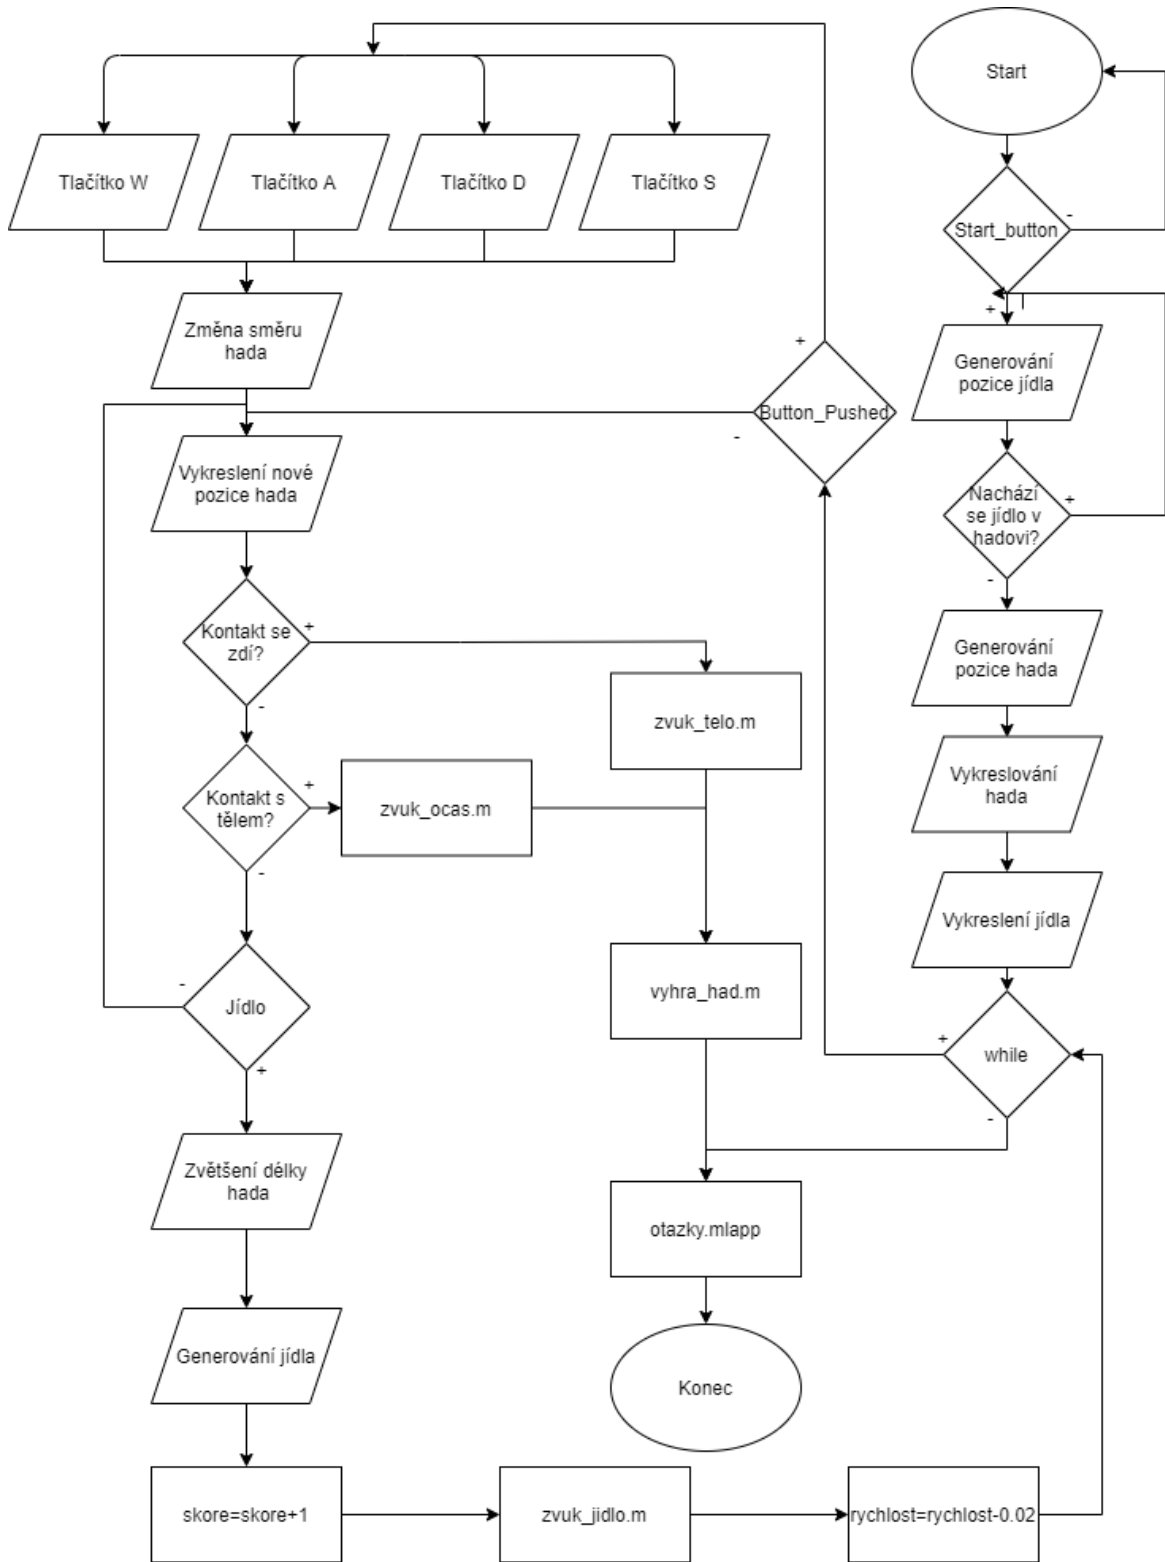 Start
Tlačítko W
Tlačítko A
Tlačítko D
Tlačítko S
-
Start_button
+
Změna směru
hada
+
Generování
pozice jídla
Button_Pushed
-
Vykreslení nové
pozice hada
Nachází
se jídlo v
hadovi?
+
-
Kontakt se
zdí?
+
-
Generování
pozice hada
zvuk_telo.m
Vykreslování
hada
Kontakt s
tělem?
+
-
zvuk_ocas.m
Vykreslení jídla
-
Jídlo
+
vyhra_had.m
+
while
-
Zvětšení délky
hada
otazky.mlapp
Generování jídla
Konec
skore=skore+1
zvuk_jidlo.m
rychlost=rychlost-0.02